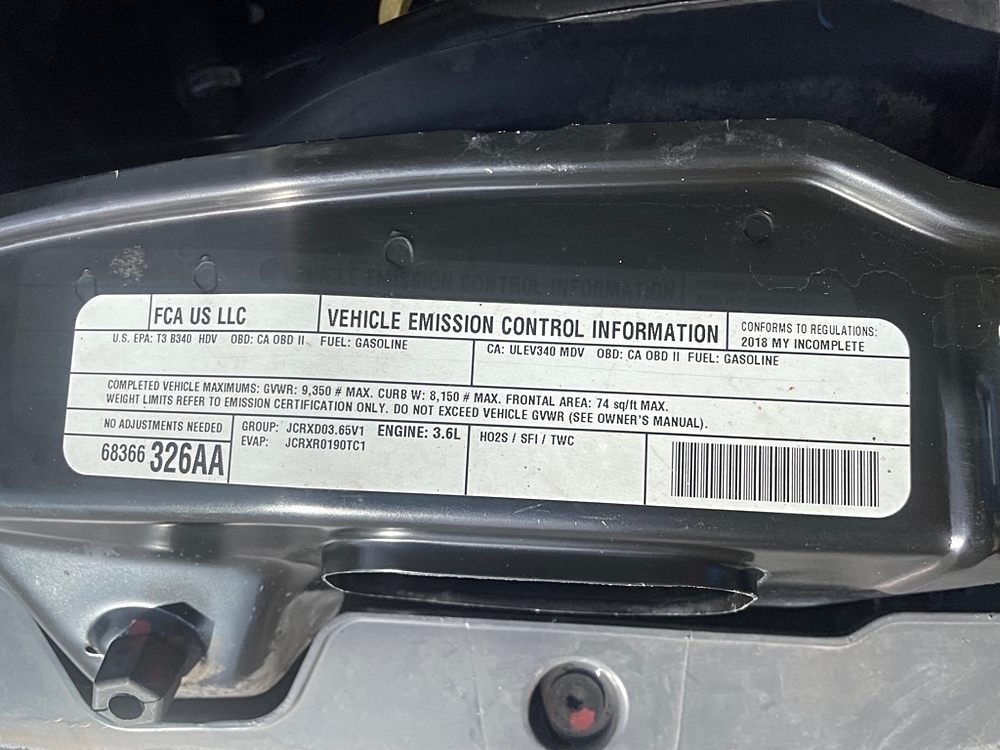 FCA US LLC
VEHICLE EMISSION CONTROL INFORMATION
CONFORMS TO REGULATIONS:
2018 MY INCOMPLETE
U.S. EPA: T3 B340 HDV OBD: CA OBD II FUEL: GASOLINE
CA: ULEV340 MDV OBD: CA OBD II FUEL: GASOLINE
COMPLETED VEHICLE MAXIMUMS: GVWR: 9,350 # MAX. CURB W: 8,150 # MAX. FRONTAL AREA: 74 sq/ft MAX.
WEIGHT LIMITS REFER TO EMISSION CERTIFICATION ONLY. DO NOT EXCEED VEHICLE GVWR (SEE OWNER'S MANUAL).
NO ADJUSTMENTS NEEDED
68366 326AA
GROUP: JCRXD03.65V1 ENGINE: 3.6L
EVAP: JCRXR0190TC1
HO2S / SFI / TWC